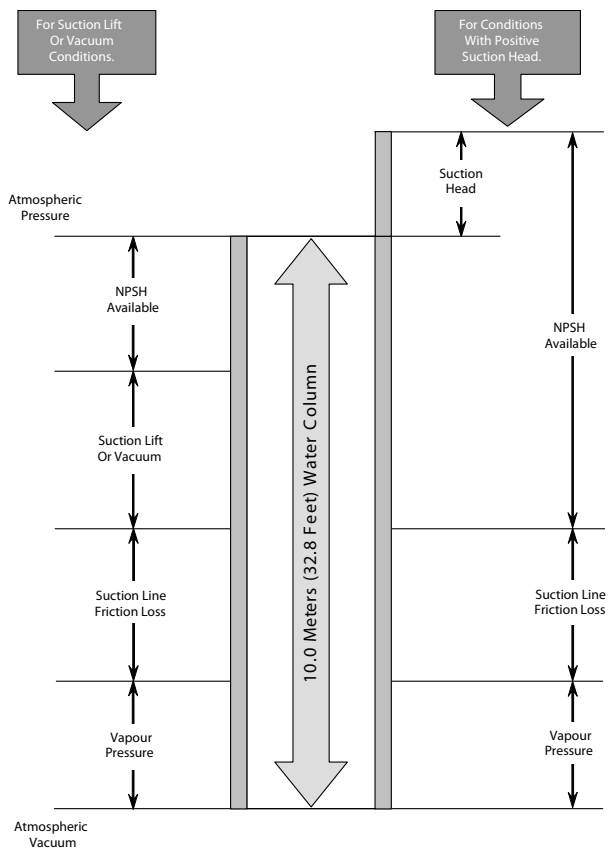 For Suction Lift
Or Vacuum
Conditions.
For Conditions
With Positive
Suction Head.
Suction
Head
Atmospheric
Pressure
NPSH
Available
NPSH
Available
Suction Lift
Or Vacuum
10.0 Meters (32.8 Feet) Water Column
Suction Line
Friction Loss
Suction Line
Friction Loss
Vapour
Pressure
Vapour
Pressure
Atmospheric
Vacuum